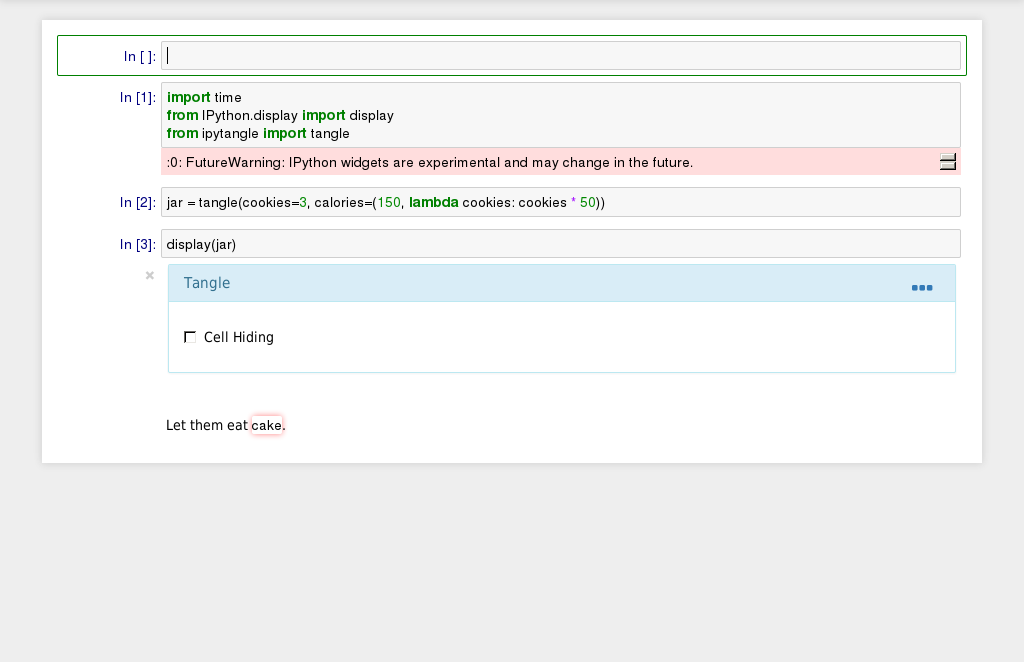 In [ ]:
In [1]: import time
from IPython.display import display
from ipytangle import tangle
:0: FutureWarning: IPython widgets are experimental and may change in the future.
In [2]: jar = tangle(cookies=3, calories=(150, lambda cookies: cookies * 50))
In [3]: display(jar)
× Tangle
Cell Hiding
Let them eat cake.